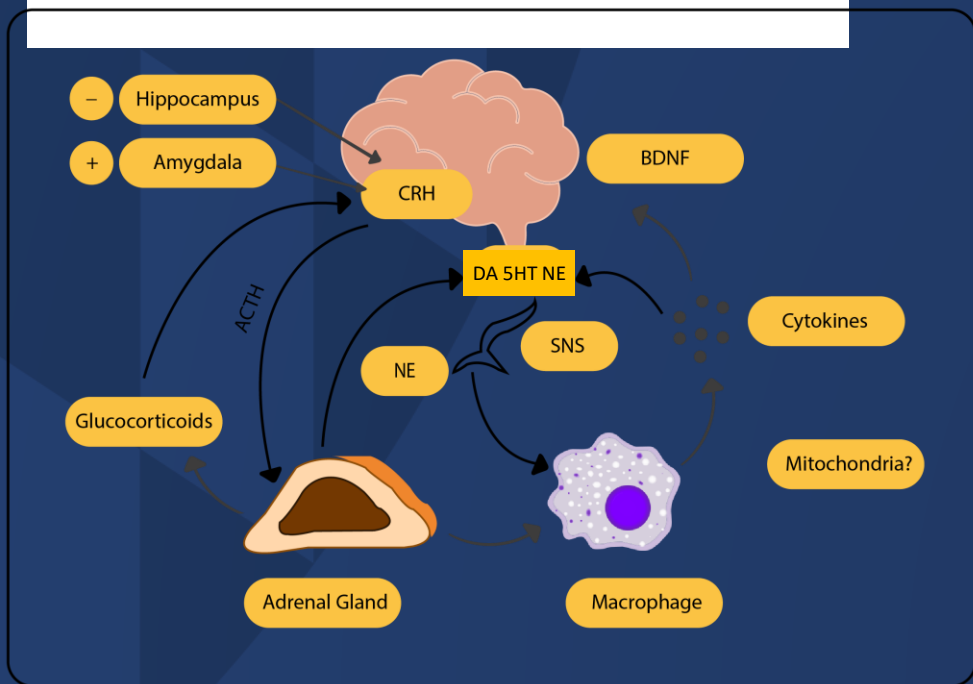 −
Hippocampus
+
Amygdala
BDNF
CRH
DA 5HT NE
ACTH
Cytokines
SNS
NE
Glucocorticoids
Mitochondria?
Adrenal Gland
Macrophage